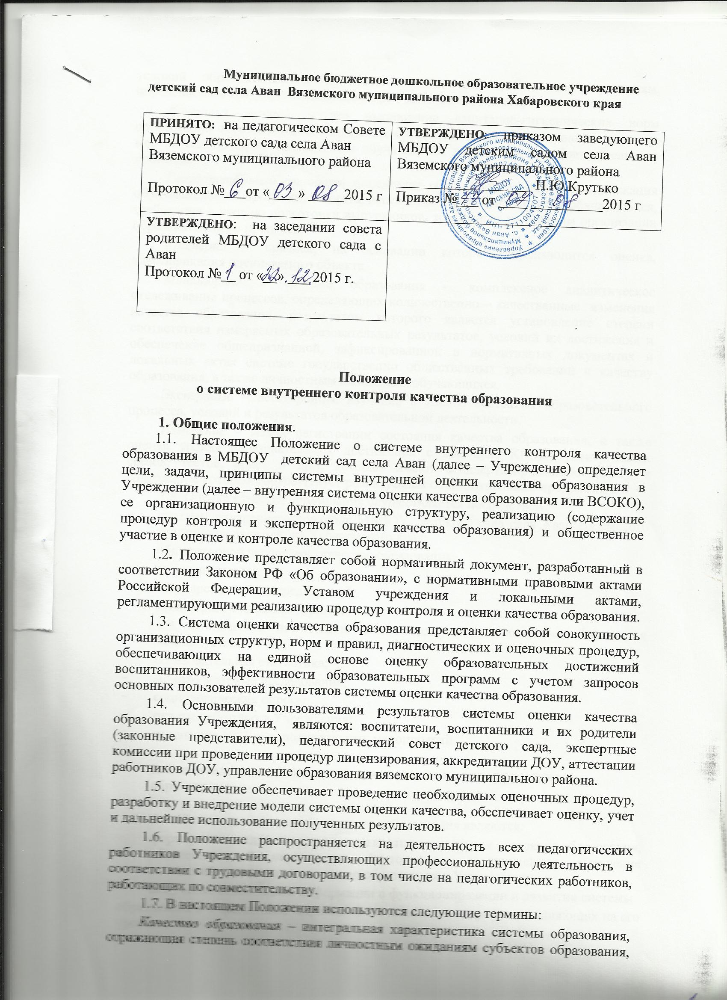 Муниципальное бюджетное дошкольное образовательное учреждение
детский сад села Аван Вяземского муниципального района Хабаровского края
ПРИНЯТО: на педагогическом Совете
МБДОУ детского сада села Аван
Вяземского муниципального района
Протокол № 6 от «03» 08 2015 г
УТВЕРЖДЕНО: приказом заведующего
МБДОУ детским садом села Аван
Вяземского муниципального района
Н.Ю.Крутько
Приказ № от 08 2015 г
МБДОУ
детский сад
с. Аван
ИНН 2711004207
УТВЕРЖДЕНО: на заседании совета
родителей МБДОУ детского сада с
Аван
Протокол № 1 от «22».12.2015 г.
Положение
о системе внутреннего контроля качества образования
1. Общие положения.
1.1. Настоящее Положение о системе внутреннего контроля качества
образования в МБДОУ детский сад села Аван (далее – Учреждение) определяет
цели, задачи, принципы системы внутренней оценки качества образования в
Учреждении (далее – внутренняя система оценки качества образования или ВСОКО),
ее организационную и функциональную структуру, реализацию (содержание
процедур контроля и экспертной оценки качества образования) и общественное
участие в оценке и контроле качества образования.
1.2. Положение представляет собой нормативный документ, разработанный в
соответствии Законом РФ «Об образовании», с нормативными правовыми актами
Российской Федерации, Уставом учреждения и локальными актами,
регламентирующими реализацию процедур контроля и оценки качества образования.
1.3. Система оценки качества образования представляет собой совокупность
организационных структур, норм и правил, диагностических и оценочных процедур,
обеспечивающих на единой основе оценку образовательных достижений
воспитанников, эффективности образовательных программ с учетом запросов
основных пользователей результатов системы оценки качества образования.
1.4. Основными пользователями результатов системы оценки качества
образования Учреждения, являются: воспитатели, воспитанники и их родители
(законные представители), педагогический совет детского сада, экспертные
комиссии при проведении процедур лицензирования, аккредитации ДОУ, аттестации
работников ДОУ, управление образования вяземского муниципального района.
1.5. Учреждение обеспечивает проведение необходимых оценочных процедур,
разработку и внедрение модели системы оценки качества, обеспечивает оценку, учет
и дальнейшее использование полученных результатов.
1.6. Положение распространяется на деятельность всех педагогических
работников Учреждения, осуществляющих профессиональную деятельность в
соответствии с трудовыми договорами, в том числе на педагогических работников,
работающих по совместительству.
1.7. В настоящем Положении используются следующие термины:
Качество образования – интегральная характеристика системы образования,
отражающая степень соответствия личностным ожиданиям субъектов образования,